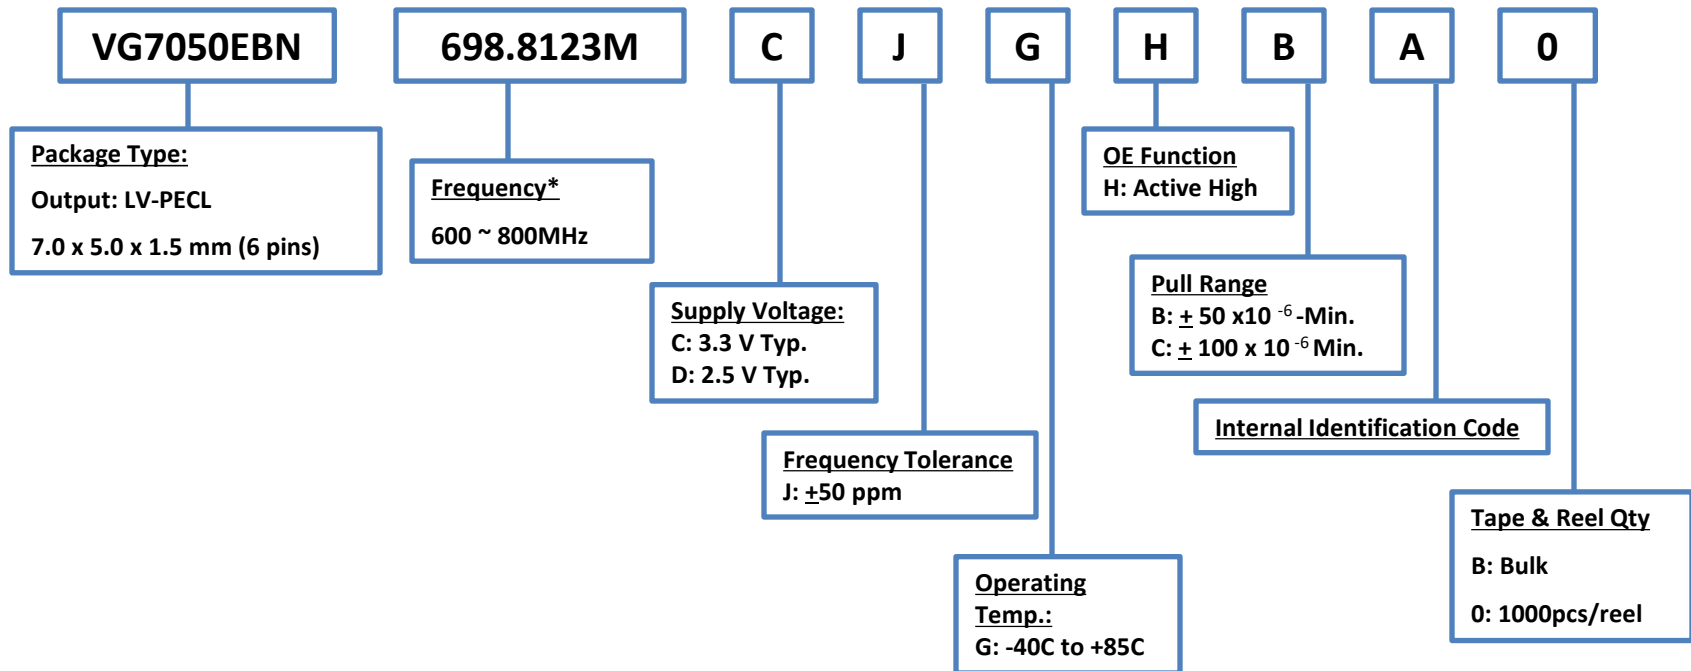 VG7050EBN 698.8123M C J G H B A 0
Package Type:
Output: LV-PECL
7.0 x 5.0 x 1.5 mm (6 pins)
Frequency*
600 ~ 800MHz
Supply Voltage:
C: 3.3 V Typ.
D: 2.5 V Typ.
Frequency Tolerance
J: ±50 ppm
Operating
Temp.:
G: -40C to +85C
OE Function
H: Active High
Pull Range
B: ± 50 x10 ⁻⁶ -Min.
C: ± 100 x 10 ⁻⁶ Min.
Internal Identification Code
Tape & Reel Qty
B: Bulk
0: 1000pcs/reel